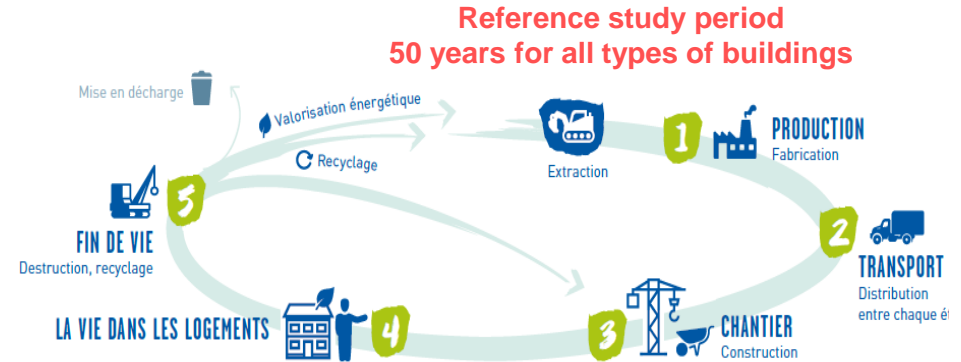 Reference study period
50 years for all types of buildings
Mise en décharge
Valorisation énergétique
Recyclage
Extraction
1
PRODUCTION
Fabrication
2
TRANSPORT
Distribution
entre chaque
3
CHANTIER
Construction
4
LA VIE DANS LES LOGEMENTS
5
FIN DE VIE
Destruction, recyclage